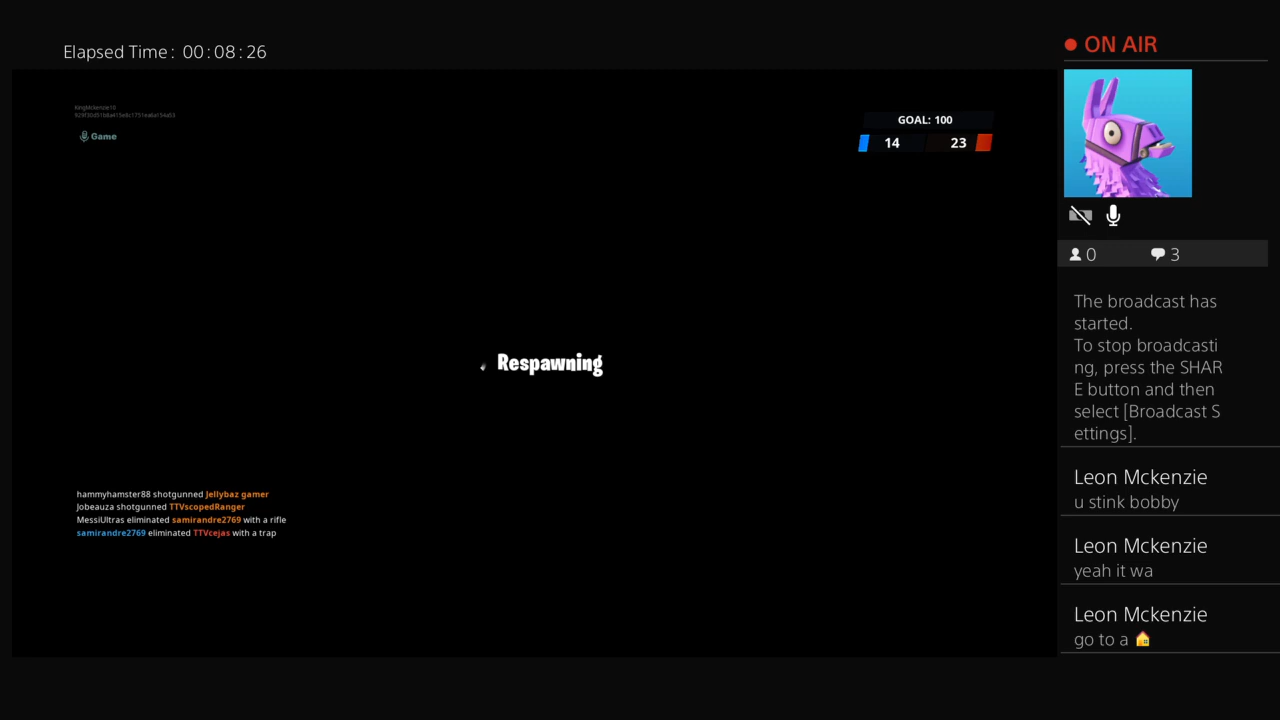 Elapsed Time: 00:08:26
ON AIR
KingMckenzie10
Game
GOAL: 100
14 23
0 3
Respawning
hammyhamster88 shotgunned Jellybaz gamer
Jobeauza shotgunned TTVscopedRanger
MessiUltras eliminated samirandre2769 with a rifle
samirandre2769 eliminated TTVcejas with a trap
The broadcast has
started.
To stop broadcasti
ng, press the SHAR
E button and then
select [Broadcast S
ettings].
Leon Mckenzie
u stink bobby
Leon Mckenzie
yeah it wa
Leon Mckenzie
go to a 🏠